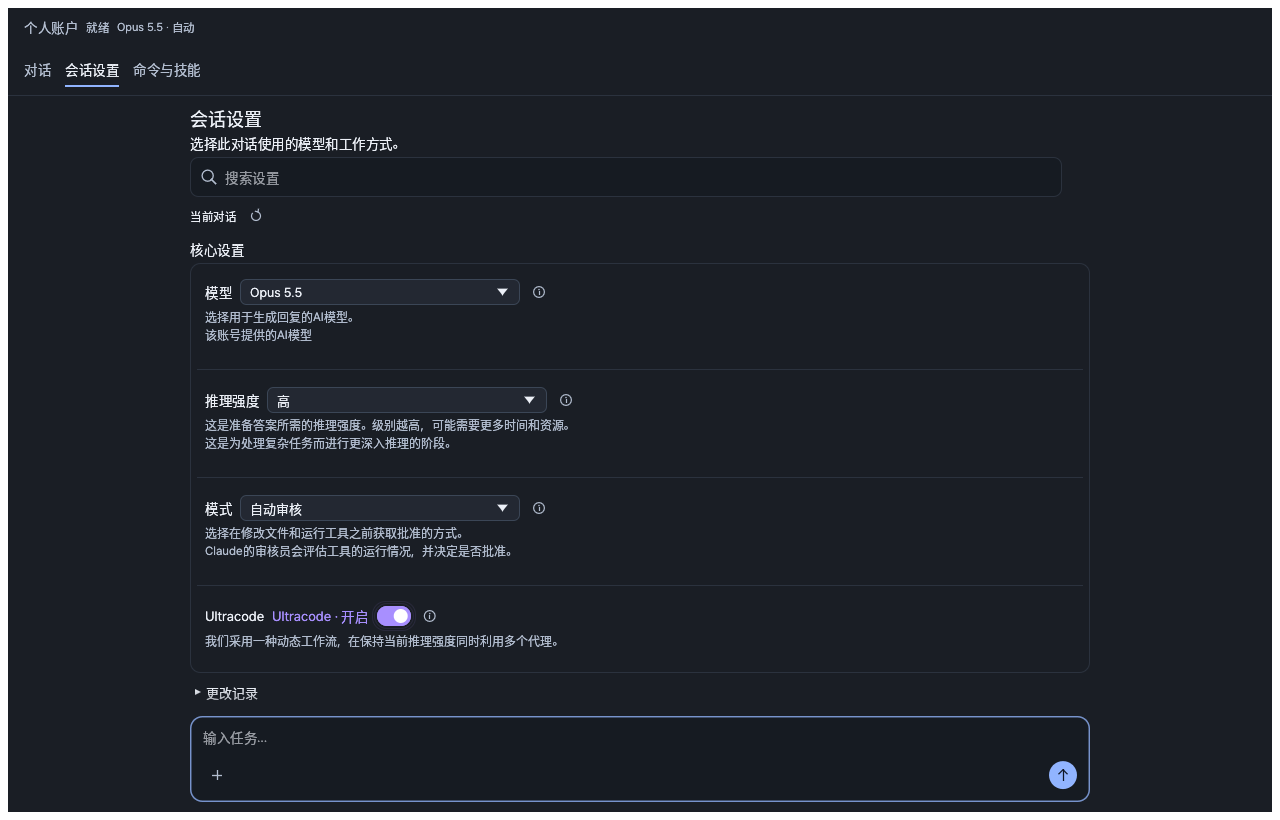 个人账户 就绪 Opus 5.5 · 自动
对话 会话设置 命令与技能
会话设置
选择此对话使用的模型和工作方式。
搜索设置
当前对话
核心设置
模型 Opus 5.5
选择用于生成回复的AI模型。
该账号提供的AI模型
推理强度 高
这是准备答案所需的推理强度。级别越高，可能需要更多时间和资源。
这是为处理复杂任务而进行更深入推理的阶段。
模式 自动审核
选择在修改文件和运行工具之前获取批准的方式。
Claude的审核员会评估工具的运行情况，并决定是否批准。
Ultracode Ultracode · 开启
我们采用一种动态工作流，在保持当前推理强度同时利用多个代理。
更改记录
输入任务...